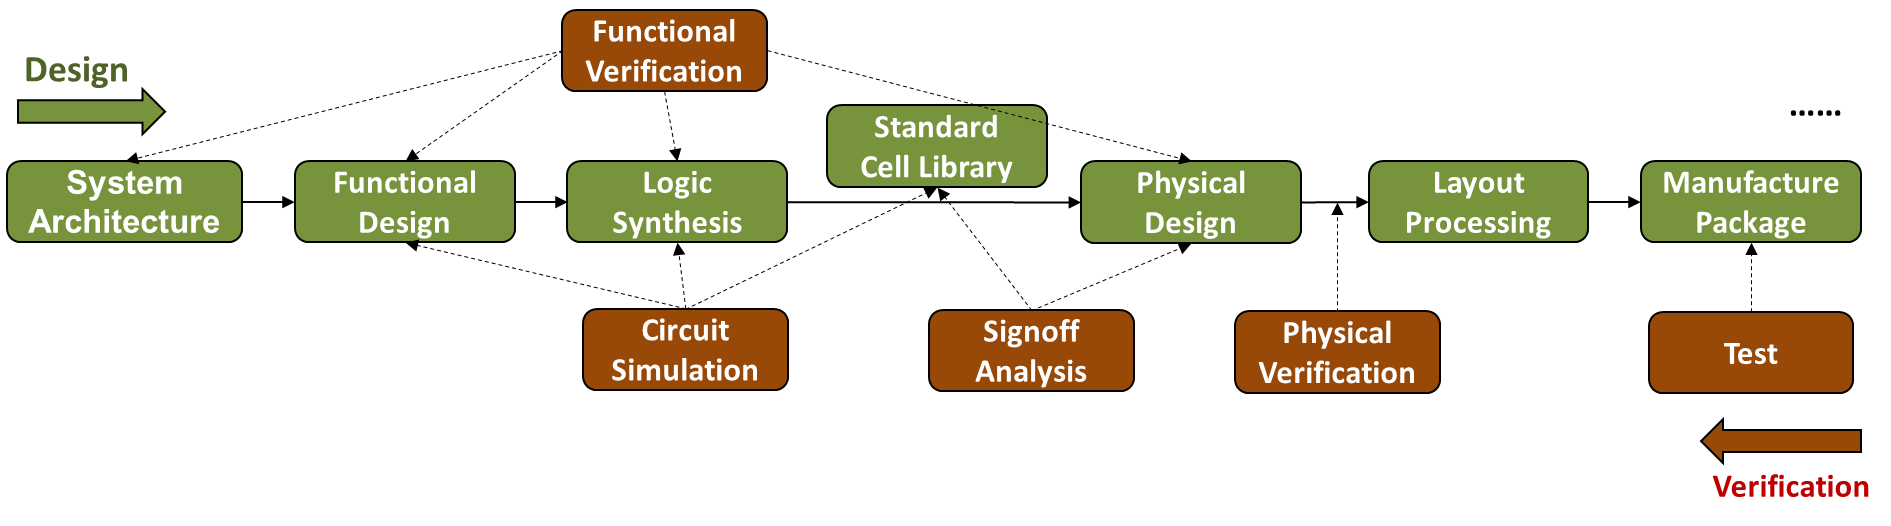 Functional
Verification
Design
Standard
Cell Library
......
System
Architecture
Functional
Design
Logic
Synthesis
Physical
Design
Layout
Processing
Manufacture
Package
Circuit
Simulation
Signoff
Analysis
Physical
Verification
Test
Verification